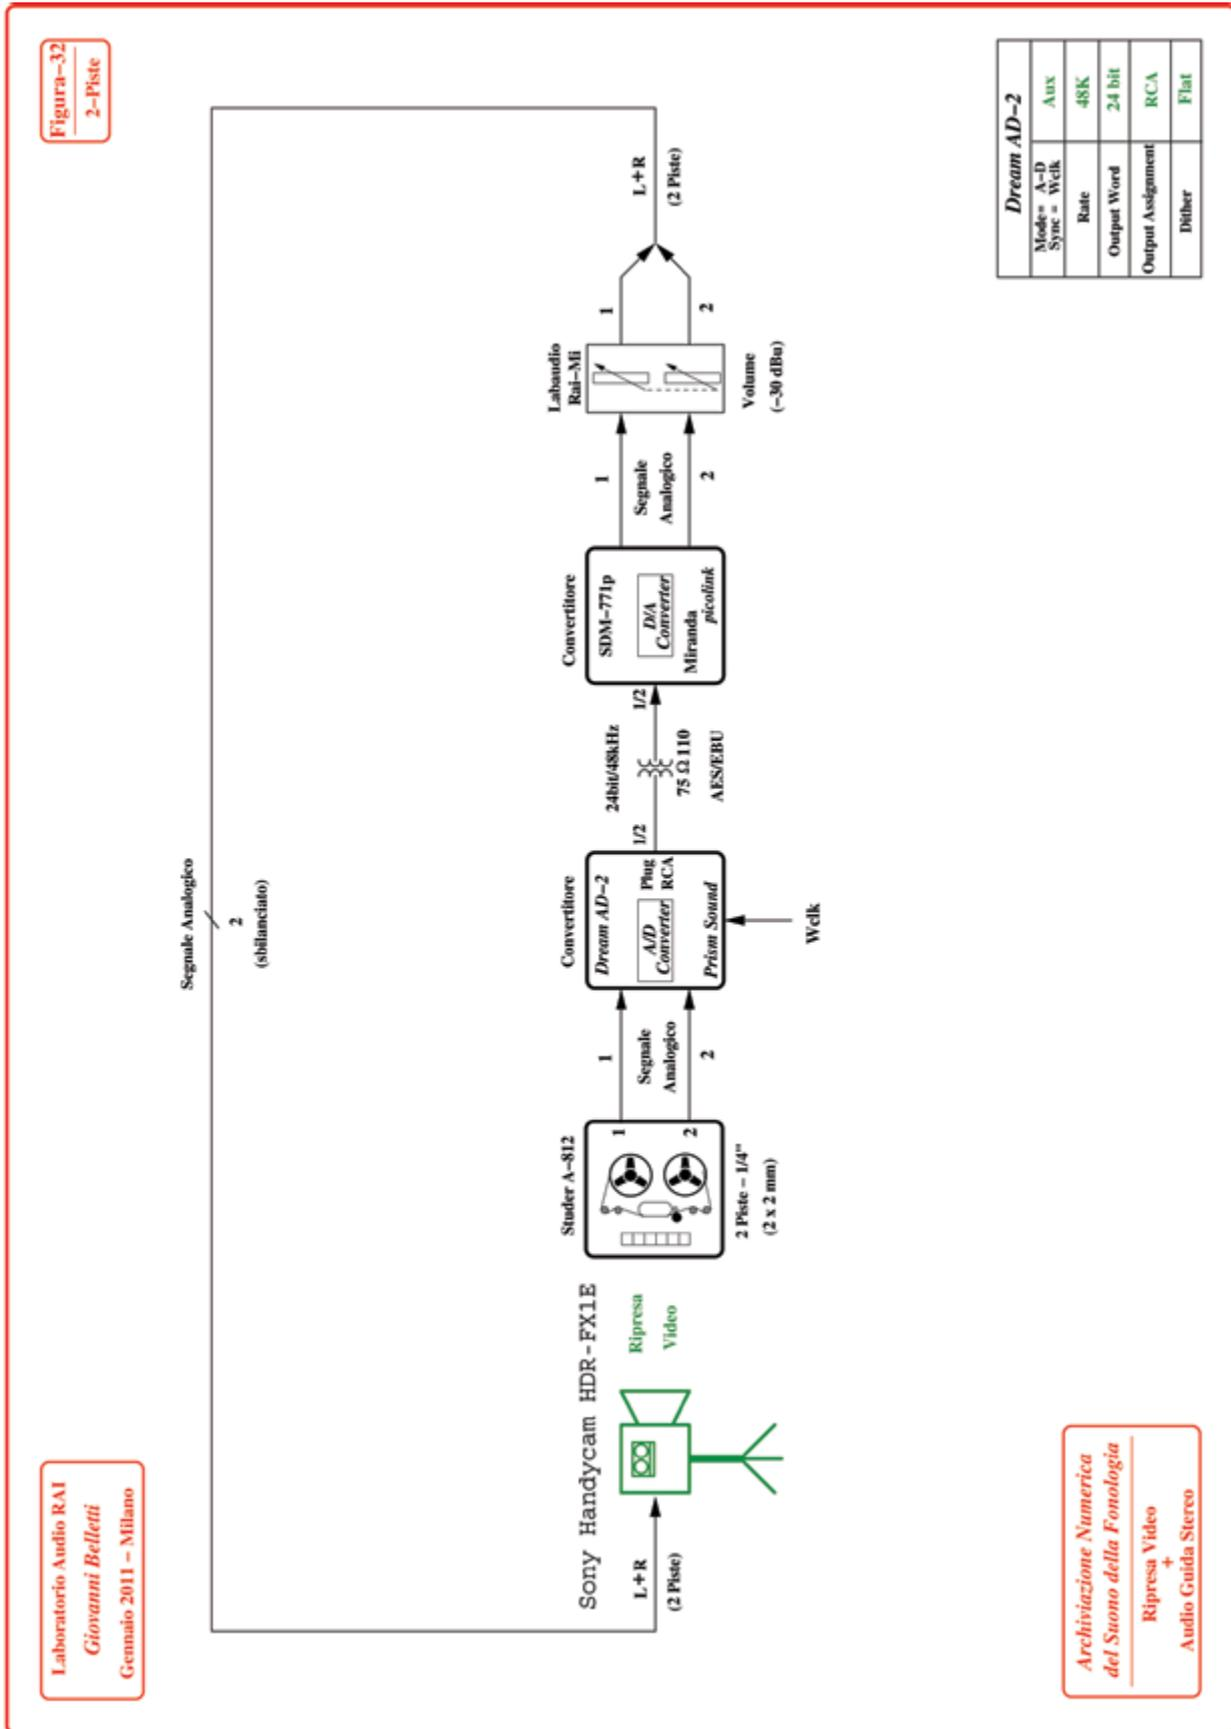 Laboratorio Audio RAI
Giovanni Belletti
Gennaio 2011 – Milano
Figura–32
2–Piste
Segnale Analogico
2
(sbilanciato)
Sony Handycam HDR-FX1E
L+R
(2 Piste)
Ripresa
Video
Studer A–812
1
2
2 Piste – 1/4"
(2 x 2 mm)
1
Segnale
Analogico
2
Convertitore
Dream AD–2
A/D
Converter
Plug
RCA
Prism Sound
Wclk
24bit/48kHz
1/2
1/2
75 Ω 110
AES/EBU
Convertitore
SDM–771p
D/A
Converter
Miranda
picolink
1
Segnale
Analogico
2
Labaudio
Rai–Mi
Volume
(–30 dBu)
1
2
L+R
(2 Piste)
Archiviazione Numerica
del Suono della Fonologia
Ripresa Video
+
Audio Guida Stereo
Dream AD–2
Mode= A–D
Sync = Wclk
Aux
Rate
48K
Output Word
24 bit
Output Assignment
RCA
Dither
Flat